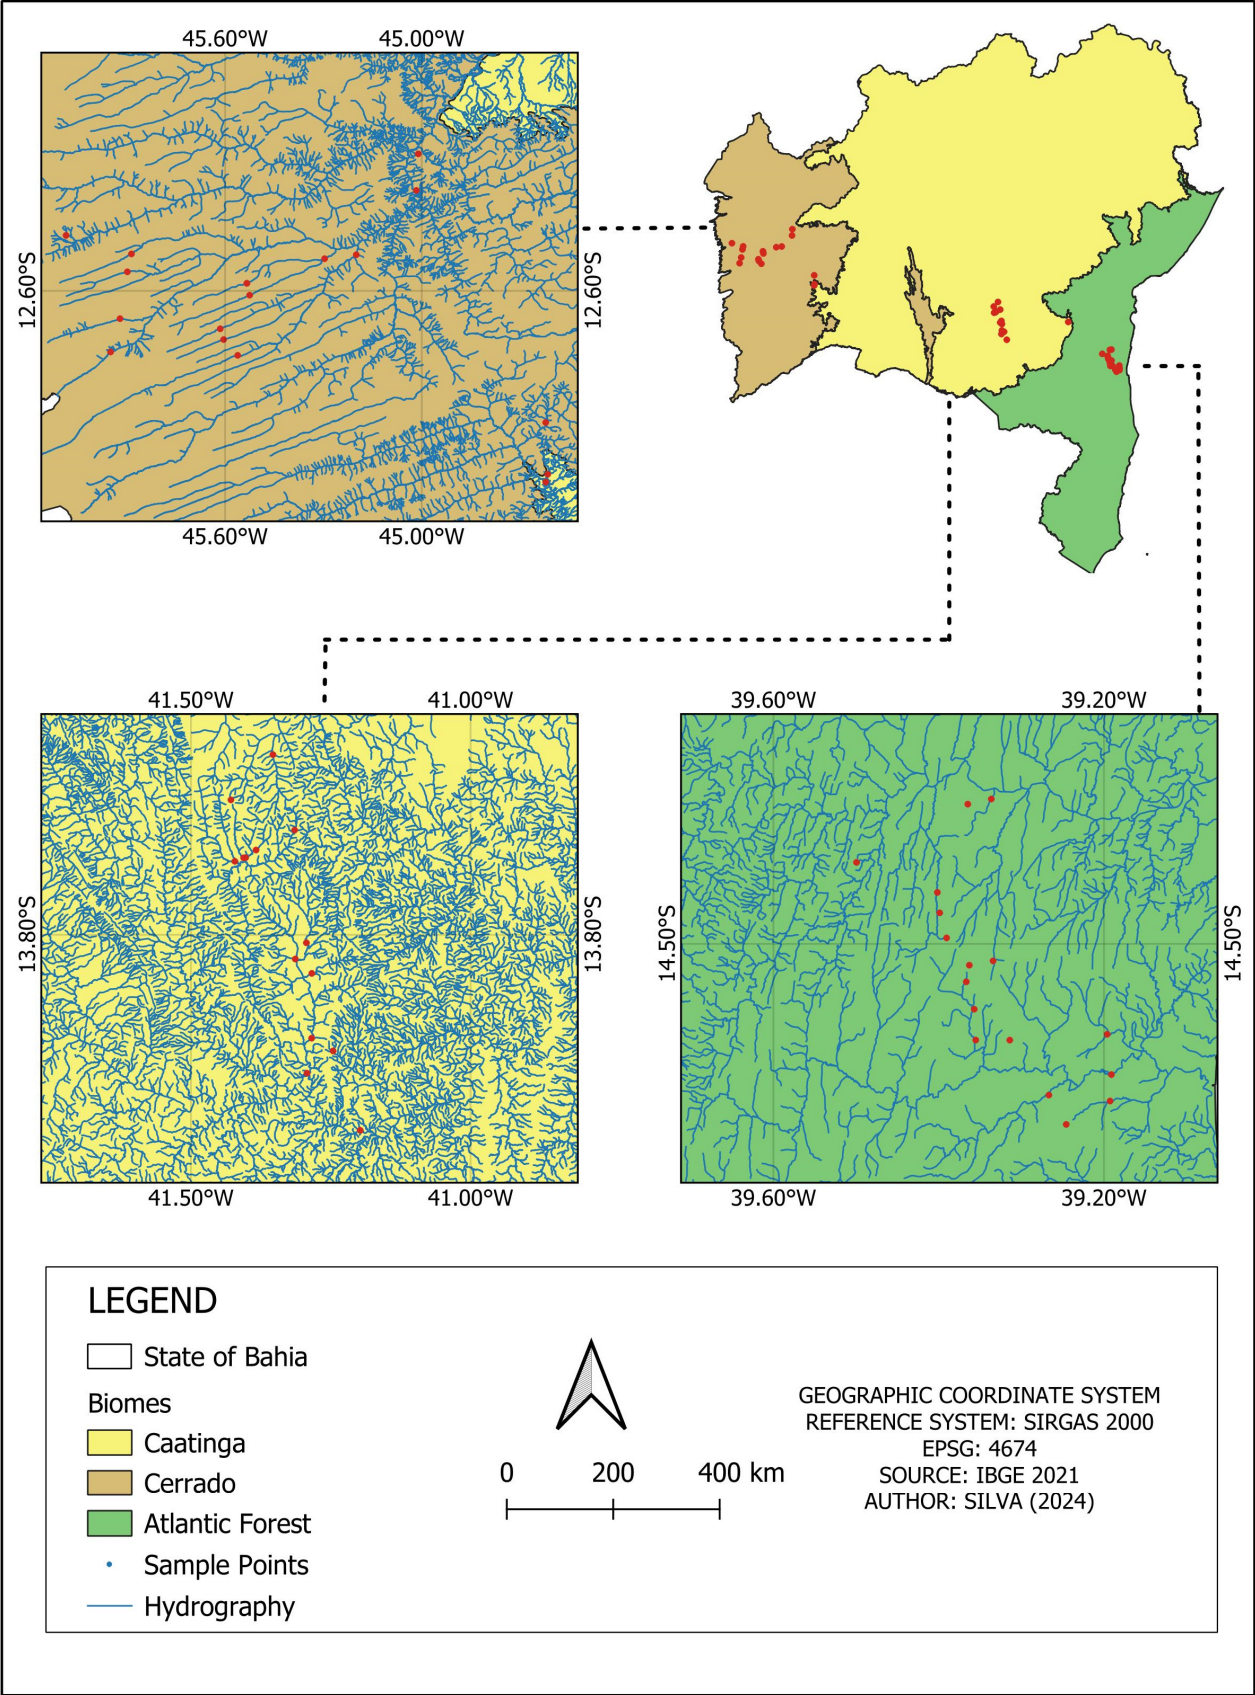 45.60°W 45.00°W
12.60°S
12.60°S
45.60°W 45.00°W
41.50°W 41.00°W
13.80°S
13.80°S
41.50°W 41.00°W
39.60°W 39.20°W
14.50°S
14.50°S
39.60°W 39.20°W
LEGEND
State of Bahia
Biomes
Caatinga
Cerrado
Atlantic Forest
Sample Points
Hydrography
0 200 400 km
GEOGRAPHIC COORDINATE SYSTEM
REFERENCE SYSTEM: SIRGAS 2000
EPSG: 4674
SOURCE: IBGE 2021
AUTHOR: SILVA (2024)